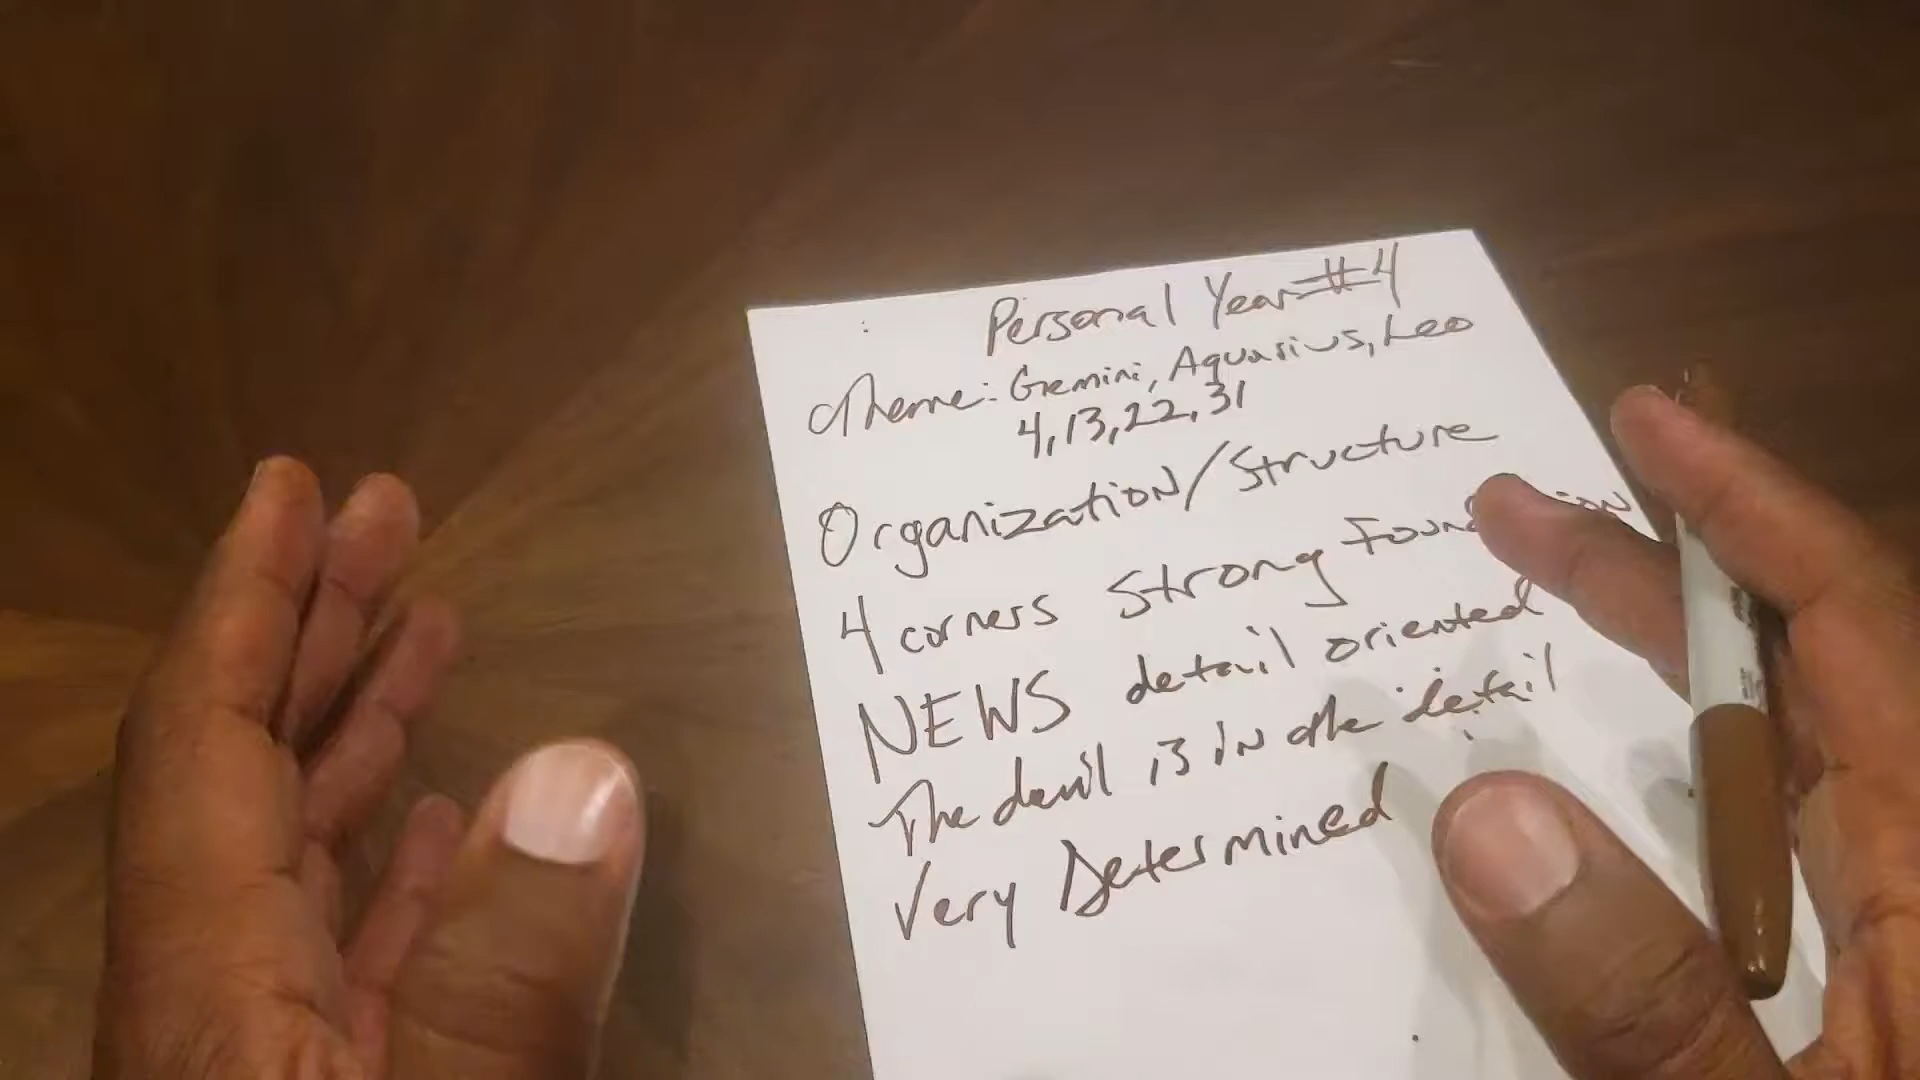 Personal Year #4
Theme: Gemini, Aquarius, Leo
4,13,22,31
Organization/Structure
4 corners Strong Foundation
NEWS detail oriented
The devil is in the detail
Very Determined